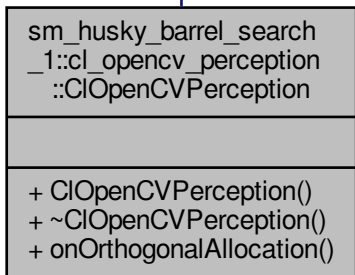 sm_husky_barrel_search
_1::cl_opencv_perception
::ClOpenCVPerception
+ ClOpenCVPerception()
+ ~ClOpenCVPerception()
+ onOrthogonalAllocation()